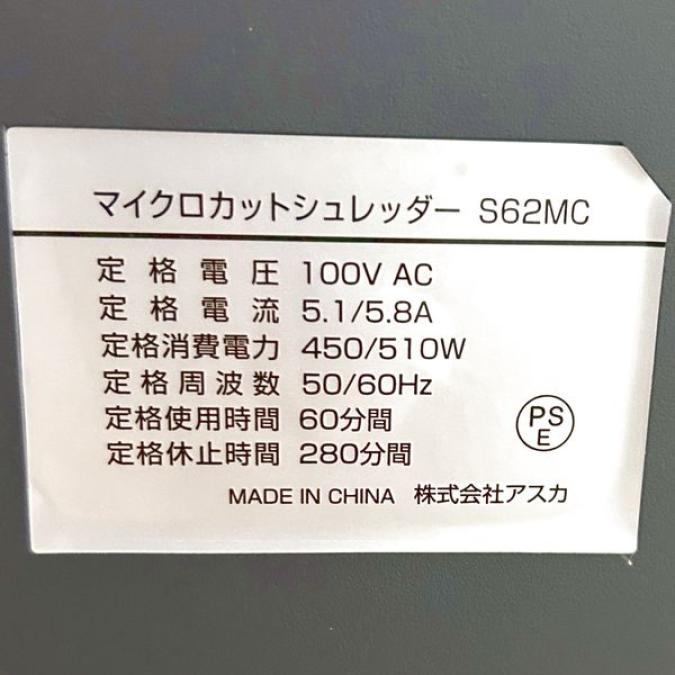 マイクロカットシュレッダー S62MC
定格電圧 100V AC
定格電流 5.1/5.8A
定格消費電力 450/510W
定格周波数 50/60Hz
定格使用時間 60分間
定格休止時間 280分間
PS
E
MADE IN CHINA 株式会社アスカ